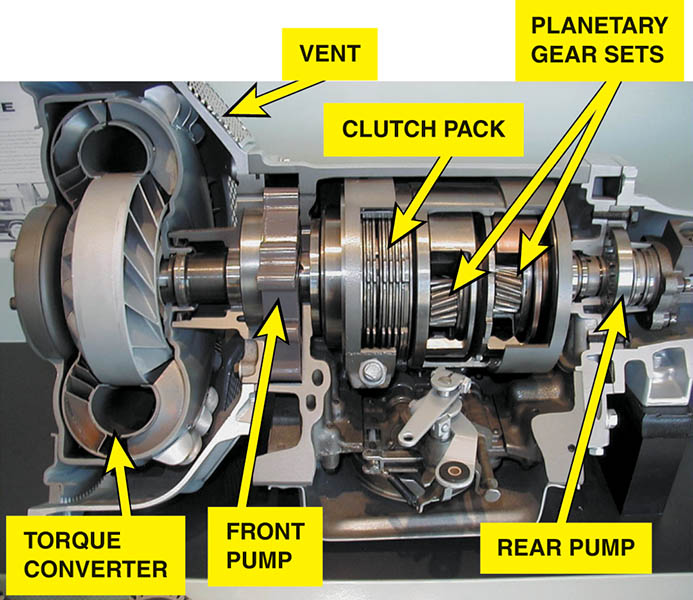 PLANETARY
GEAR SETS
VENT
CLUTCH PACK
TORQUE
CONVERTER
FRONT
PUMP
REAR PUMP